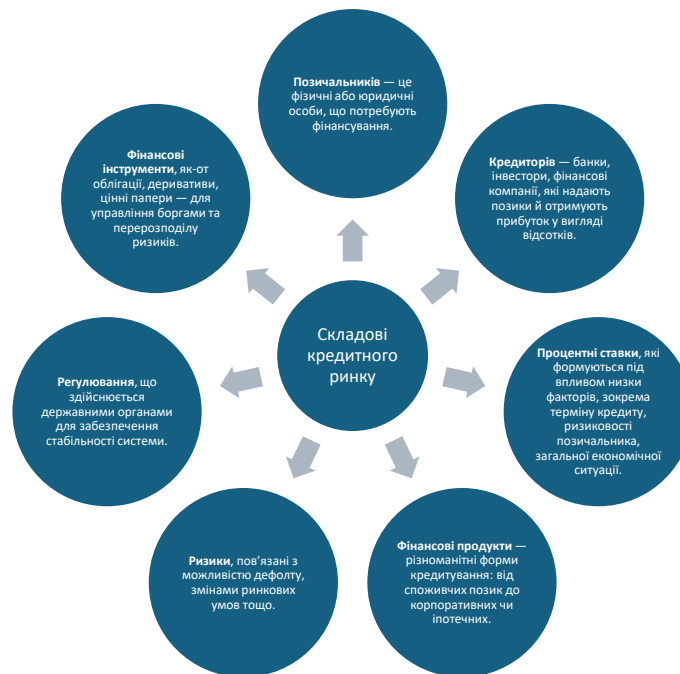 Складові
кредитного
ринку
Позичальників — це
фізичні або юридичні
особи, що потребують
фінансування.
Кредиторів — банки,
інвестори, фінансові
компанії, які надають
позики й отримують
прибуток у вигляді
відсотків.
Процентні ставки, які
формуються під
впливом низки
факторів, зокрема
терміну кредиту,
ризиковості
позичальника,
загальної економічної
ситуації.
Фінансові продукти —
різноманітні форми
кредитування: від
споживчих позик до
корпоративних чи
іпотечних.
Ризики, пов’язані з
можливістю дефолту,
змінами ринкових
умов тощо.
Регулювання, що
здійснюється
державними органами
для забезпечення
стабільності системи.
Фінансові
інструменти, як-от
облігації, деривативи,
цінні папери — для
управління боргами та
перерозподілу
ризиків.